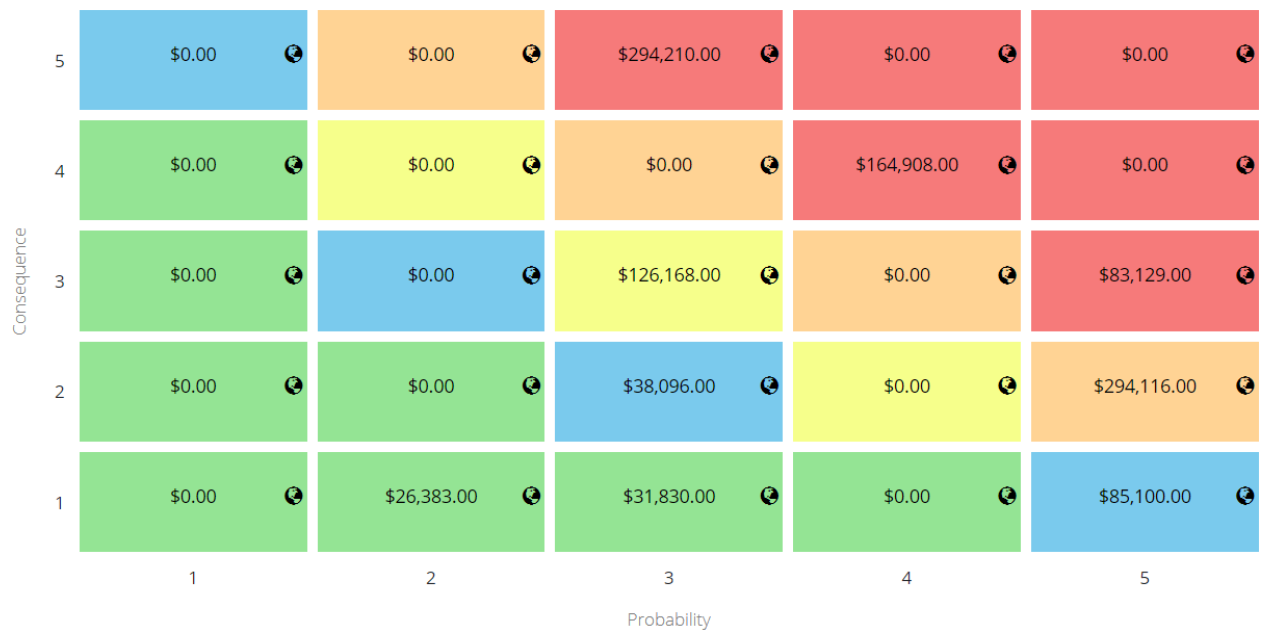 5 $0.00 $0.00 $294,210.00 $0.00 $0.00
4 $0.00 $0.00 $0.00 $164,908.00 $0.00
Consequence
3 $0.00 $0.00 $126,168.00 $0.00 $83,129.00
2 $0.00 $0.00 $38,096.00 $0.00 $294,116.00
1 $0.00 $26,383.00 $31,830.00 $0.00 $85,100.00
1 2 3 4 5
Probability